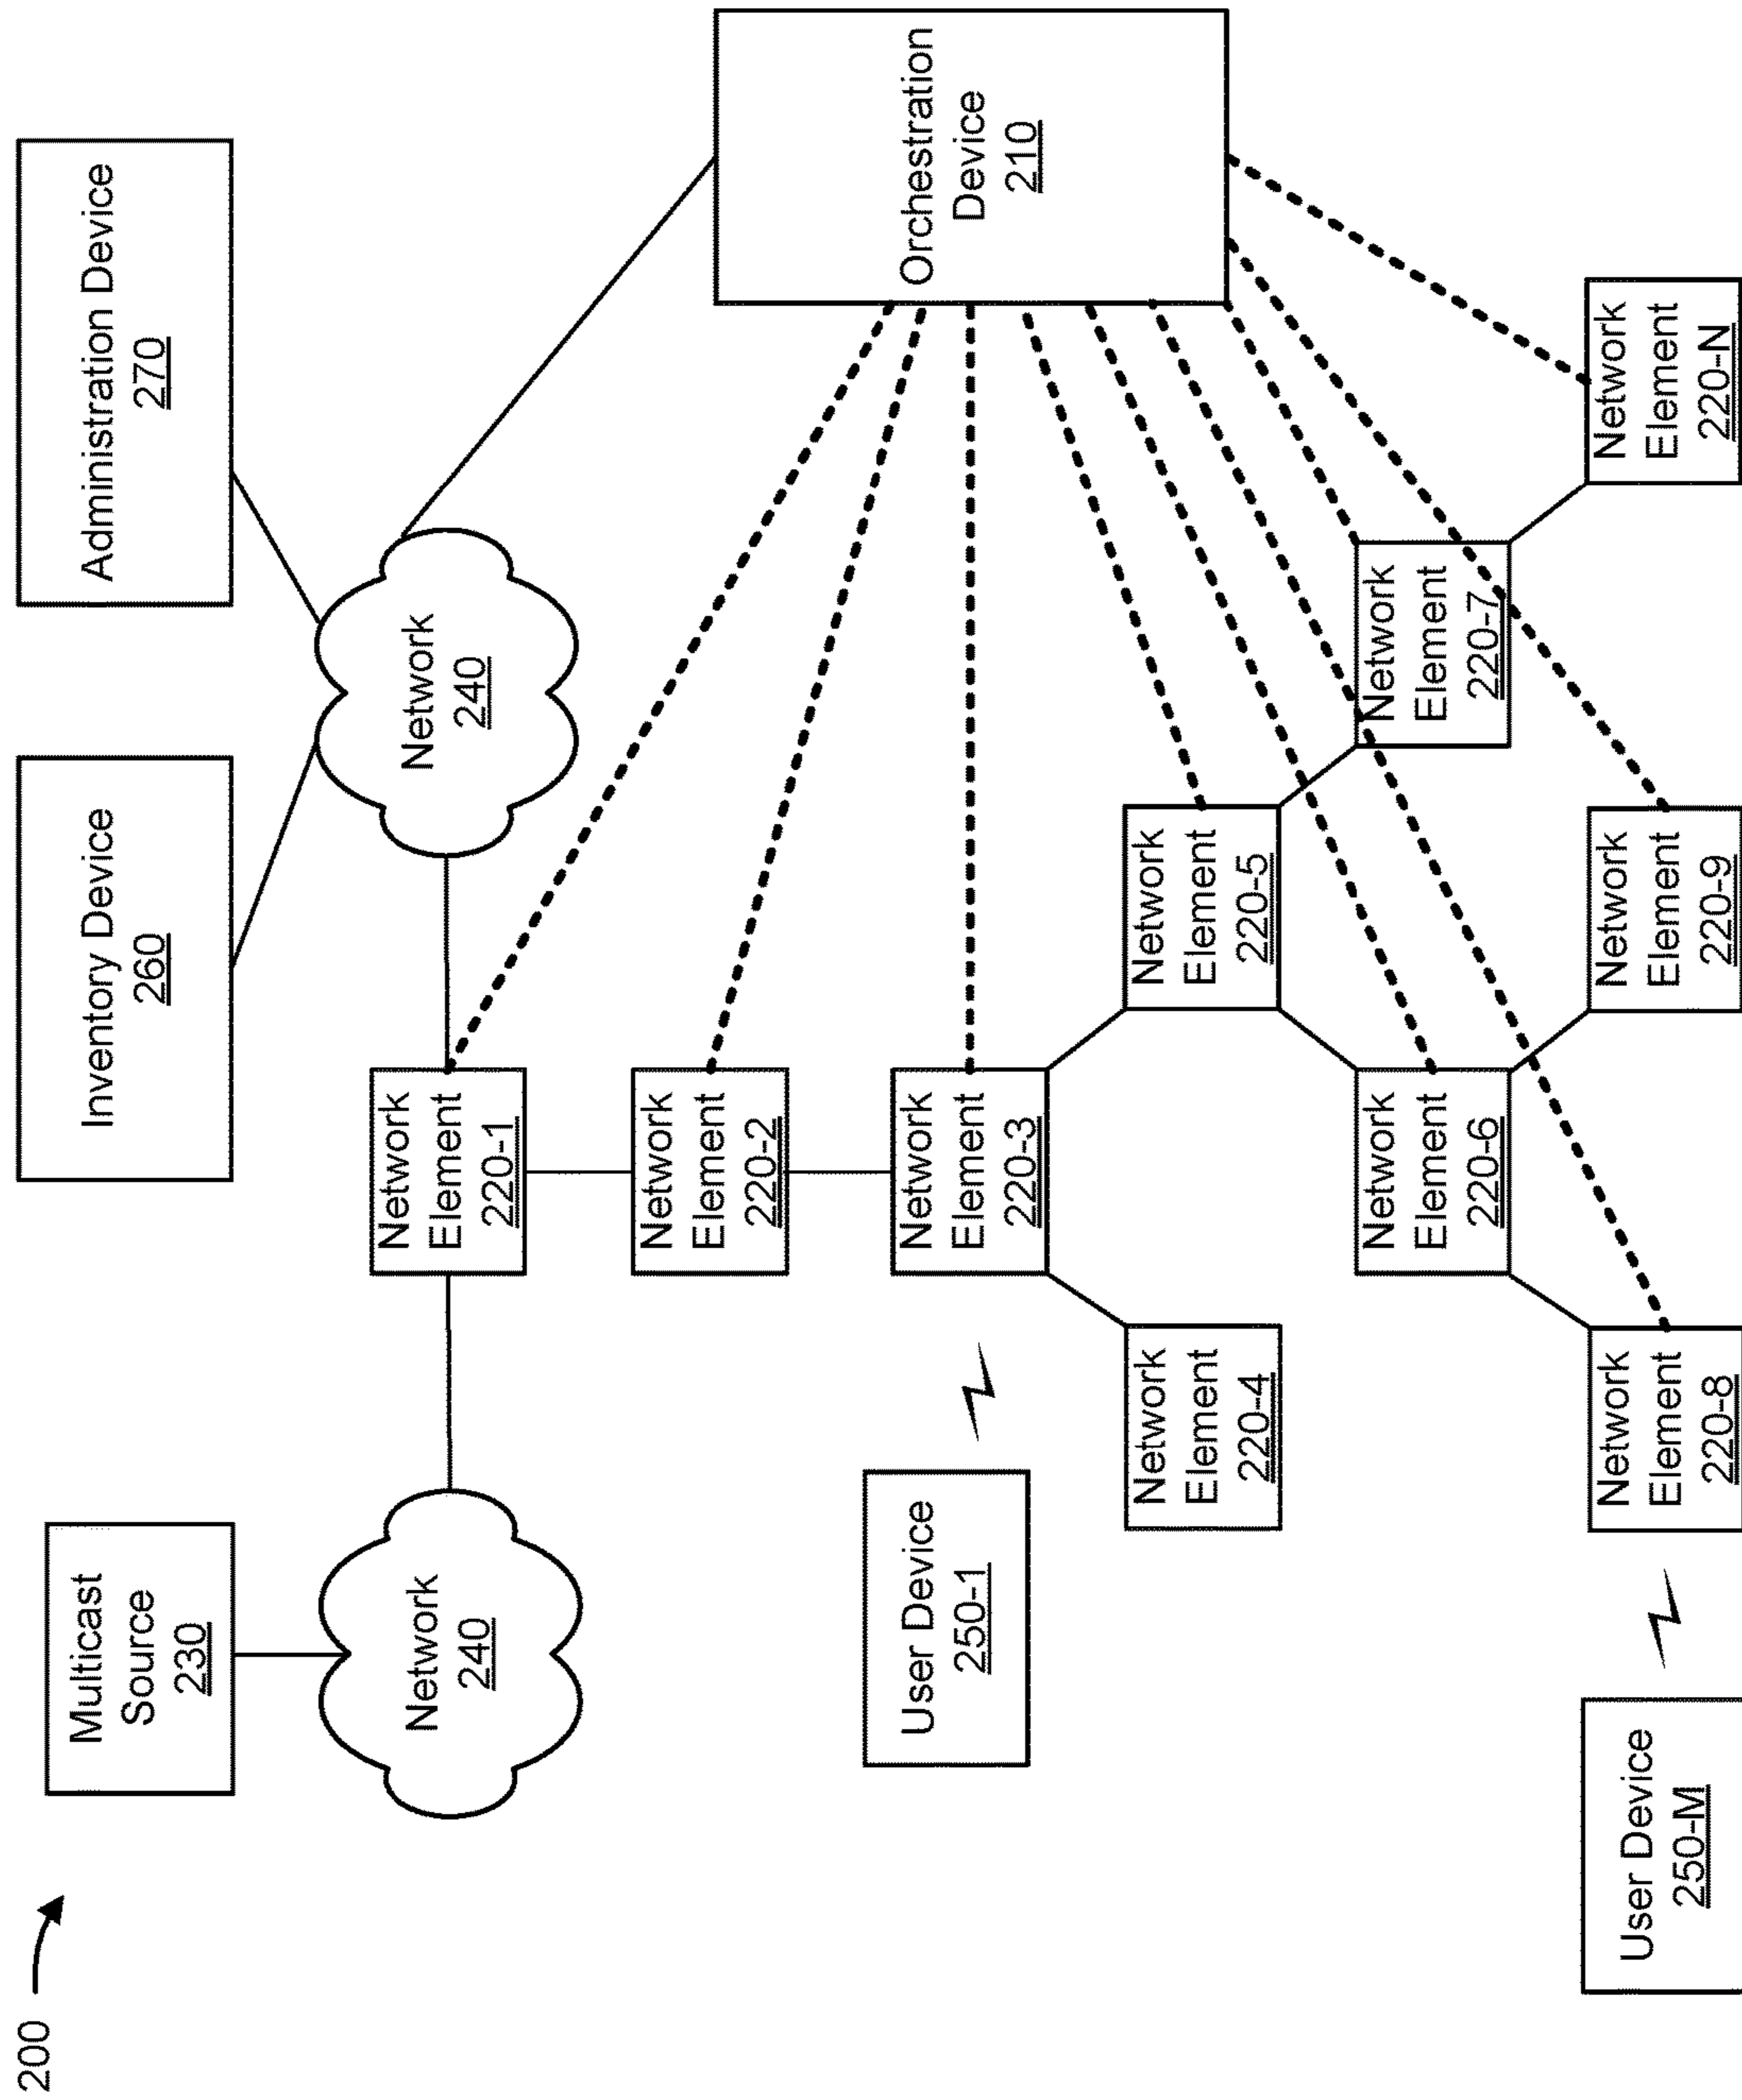 200
Multicast
Source
230
Inventory Device
260
Administration Device
270
Network
240
Network
240
Network
Element
220-1
Network
Element
220-2
Orchestration
Device
210
User Device
250-1
Network
Element
220-3
Network
Element
220-4
Network
Element
220-5
Network
Element
220-6
Network
Element
220-7
User Device
250-M
Network
Element
220-8
Network
Element
220-9
Network
Element
220-N